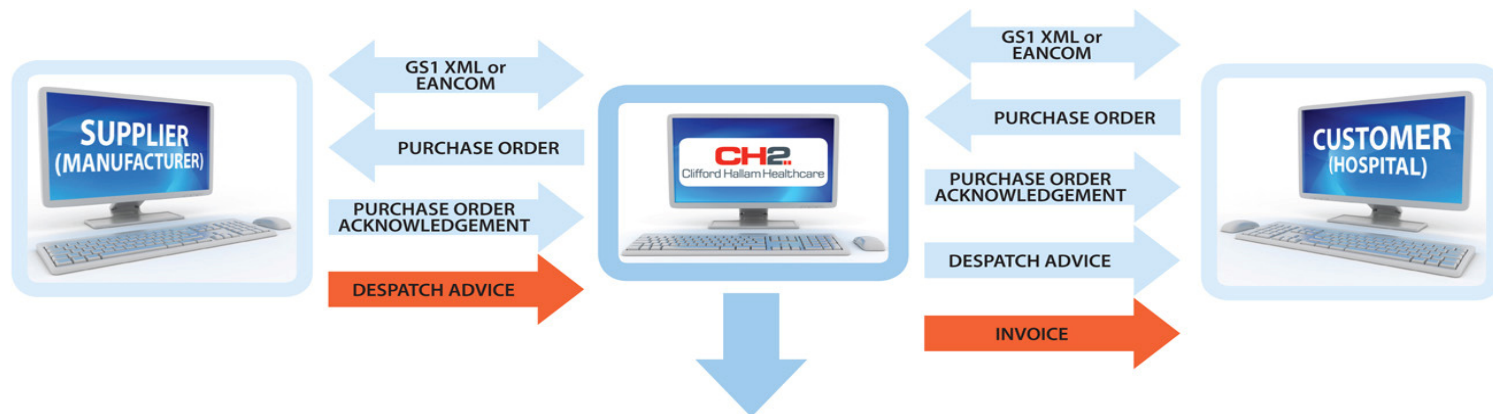 SUPPLIER
(MANUFACTURER)
GS1 XML or
EANCOM
PURCHASE ORDER
PURCHASE ORDER
ACKNOWLEDGEMENT
DESPATCH ADVICE
CH2
Clifford Hallam Healthcare
GS1 XML or
EANCOM
PURCHASE ORDER
PURCHASE ORDER
ACKNOWLEDGEMENT
DESPATCH ADVICE
INVOICE
CUSTOMER
(HOSPITAL)